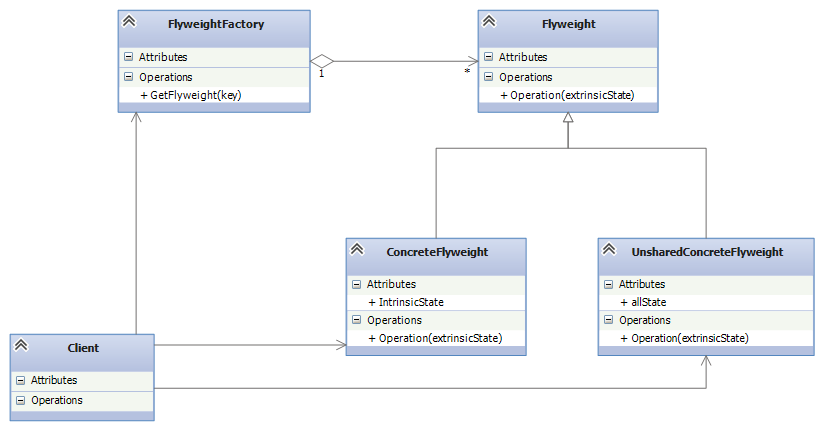 FlyweightFactory
Attributes
Operations
+ GetFlyweight(key)
1
*
Flyweight
Attributes
Operations
+ Operation(extrinsicState)
ConcreteFlyweight
Attributes
+ IntrinsicState
Operations
+ Operation(extrinsicState)
UnsharedConcreteFlyweight
Attributes
+ allState
Operations
+ Operation(extrinsicState)
Client
Attributes
Operations